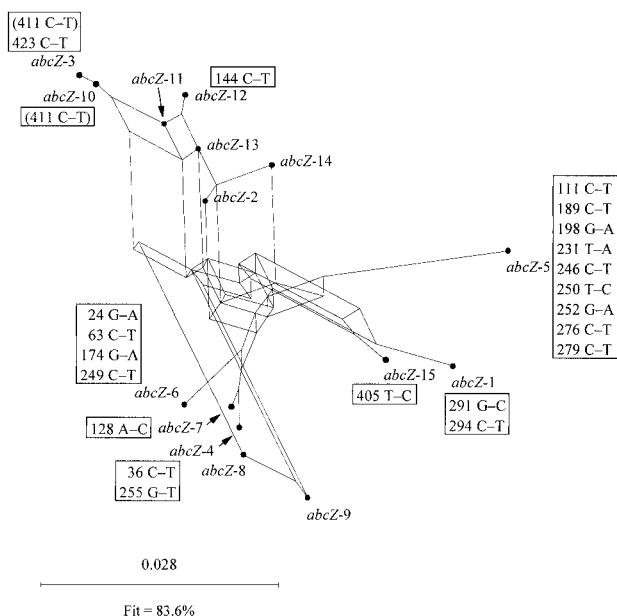 (411 C–T)
423 C–T
abcZ-3
abcZ-11
144 C–T
abcZ-10
abcZ-12
(411 C–T)
abcZ-13
abcZ-14
abcZ-2
111 C–T
189 C–T
198 G–A
231 T–A
246 C–T
250 T–C
252 G–A
276 C–T
279 C–T
abcZ-5
24 G–A
63 C–T
174 G–A
249 C–T
abcZ-6
abcZ-15
abcZ-1
405 T–C
291 G–C
294 C–T
128 A–C
abcZ-7
abcZ-4
abcZ-8
36 C–T
255 G–T
abcZ-9
0.028
Fit = 83.6%